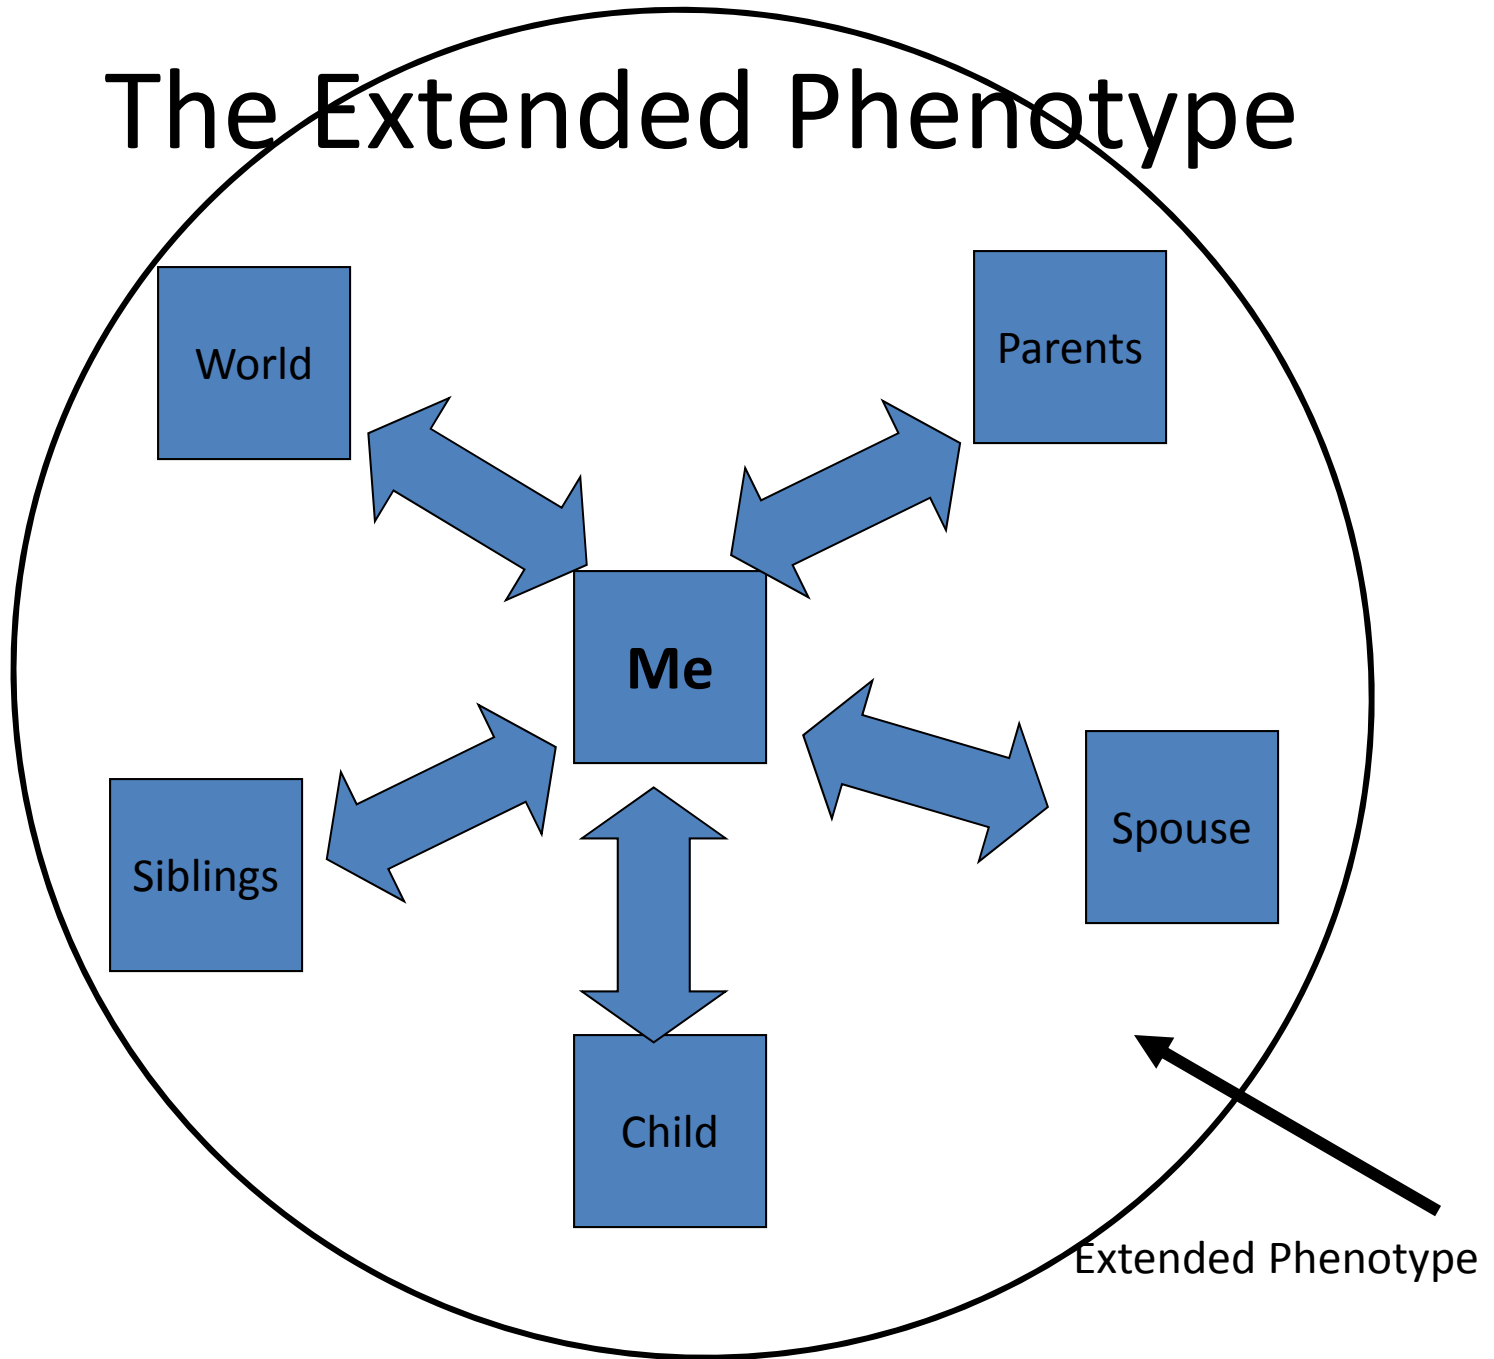 The Extended Phenotype
World
Parents
Me
Siblings
Spouse
Child
Extended Phenotype